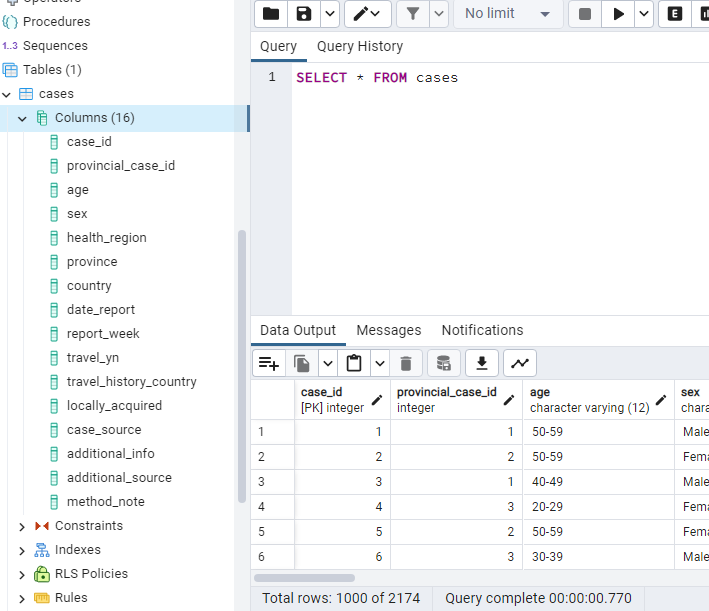 Procedures
1..3 Sequences
Tables (1)
cases
Columns (16)
case_id
provincial_case_id
age
sex
health_region
province
country
date_report
report_week
travel_yn
travel_history_country
locally_acquired
case_source
additional_info
additional_source
method_note
Constraints
Indexes
RLS Policies
Rules
No limit
E
Query Query History
1 SELECT * FROM cases
Data Output Messages Notifications
case_id provincial_case_id age sex
[PK] integer integer character varying (12) chara
1 1 1 50-59 Male
2 2 2 50-59 Fema
3 3 1 40-49 Male
4 4 3 20-29 Fema
5 5 2 50-59 Fema
6 6 3 30-39 Male
Total rows: 1000 of 2174 Query complete 00:00:00.770